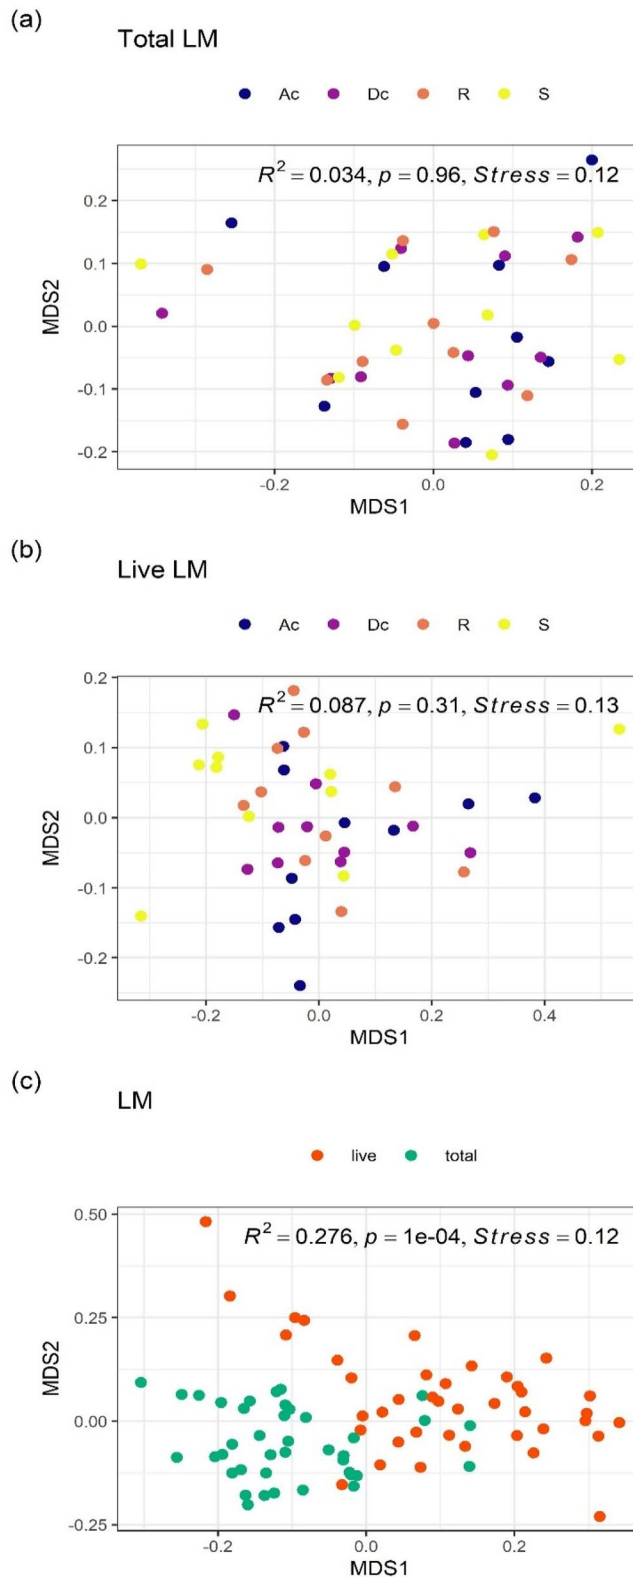 (a)
Total LM
Ac Dc R S
R² = 0.034, p = 0.96, Stress = 0.12
0.2
0.1
0.0
-0.1
-0.2
MDS2
-0.2 0.0 0.2
MDS1
(b)
Live LM
Ac Dc R S
R² = 0.087, p = 0.31, Stress = 0.13
0.2
0.1
0.0
-0.1
-0.2
MDS2
-0.2 0.0 0.2 0.4
MDS1
(c)
LM
live total
R² = 0.276, p = 1e-04, Stress = 0.12
0.50
0.25
0.00
-0.25
MDS2
-0.2 0.0 0.2
MDS1